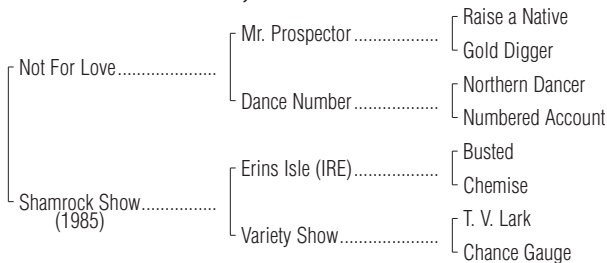 Raise a Native
Mr. Prospector..................
Gold Digger
Not For Love.....................
Northern Dancer
Dance Number..................
Numbered Account
Busted
Erins Isle (IRE)..................
Chemise
Shamrock Show................
(1985)
T. V. Lark
Variety Show.....................
Chance Gauge